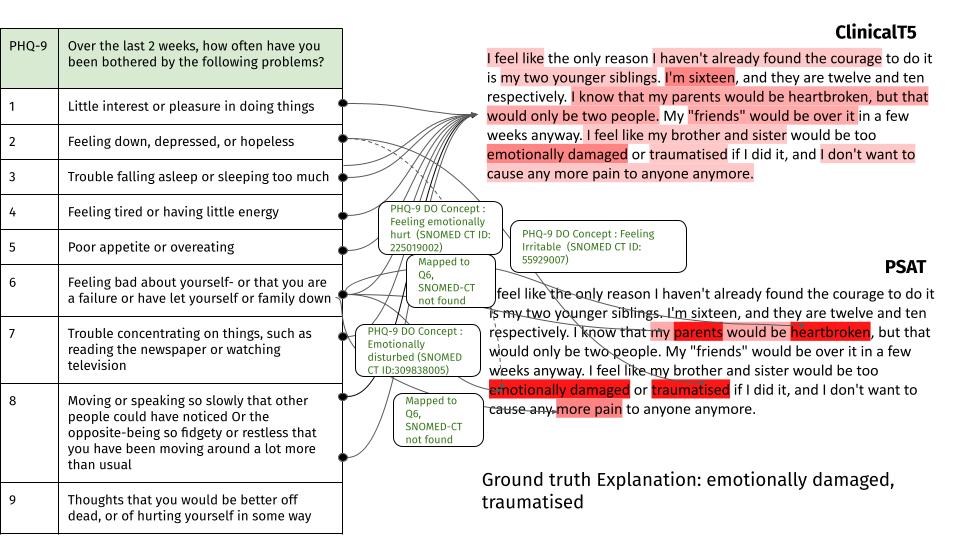 PHQ-9
Over the last 2 weeks, how often have you
been bothered by the following problems?
1
Little interest or pleasure in doing things
2
Feeling down, depressed, or hopeless
3
Trouble falling asleep or sleeping too much
4
Feeling tired or having little energy
5
Poor appetite or overeating
6
Feeling bad about yourself- or that you are
a failure or have let yourself or family down
7
Trouble concentrating on things, such as
reading the newspaper or watching
television
8
Moving or speaking so slowly that other
people could have noticed Or the
opposite-being so fidgety or restless that
you have been moving around a lot more
than usual
9
Thoughts that you would be better off
dead, or of hurting yourself in some way
PHQ-9 DO Concept :
Feeling emotionally
hurt (SNOMED CT ID:
225019002)
Mapped to
Q6,
SNOMED-CT
not found
PHQ-9 DO Concept :
Emotionally
disturbed (SNOMED
CT ID:309838005)
Mapped to
Q6,
SNOMED-CT
not found
PHQ-9 DO Concept : Feeling
Irritable (SNOMED CT ID:
55929007)
ClinicalT5
I feel like the only reason I haven't already found the courage to do it
is my two younger siblings. I'm sixteen, and they are twelve and ten
respectively. I know that my parents would be heartbroken, but that
would only be two people. My "friends" would be over it in a few
weeks anyway. I feel like my brother and sister would be too
emotionally damaged or traumatised if I did it, and I don't want to
cause any more pain to anyone anymore.
PSAT
feel like the only reason I haven't already found the courage to do it
is my two younger siblings. I'm sixteen, and they are twelve and ten
respectively. I know that my parents would be heartbroken, but that
would only be two people. My "friends" would be over it in a few
weeks anyway. I feel like my brother and sister would be too
emotionally damaged or traumatised if I did it, and I don't want to
cause any more pain to anyone anymore.
Ground truth Explanation: emotionally damaged,
traumatised